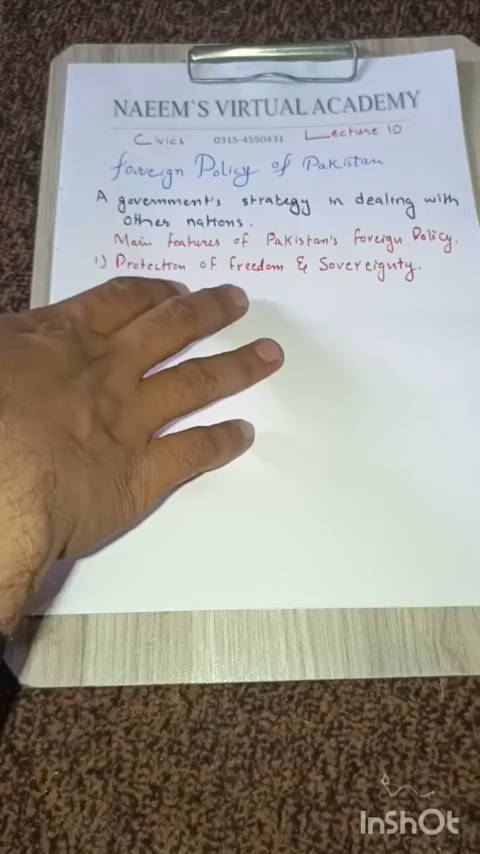 NAEEM`S VIRTUAL ACADEMY
Civics 0315-4550431 Lecture 10
Foreign Policy of Pakistan
A government's strategy in dealing with
other nations.
Main features of Pakistan's foreign Policy.
1) Protection of freedom & Sovereignty.
InShOt